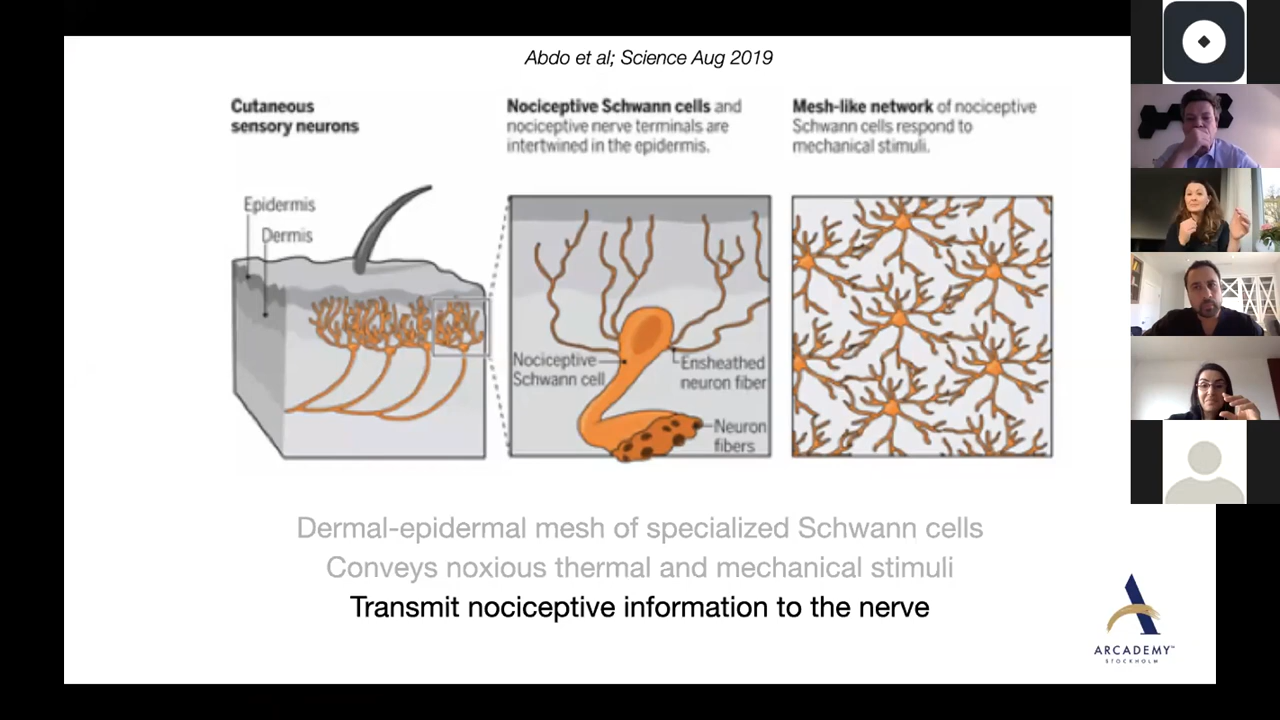 Abdo et al; Science Aug 2019
Cutaneous
sensory neurons
Nociceptive Schwann cells and
nociceptive nerve terminals are
intertwined in the epidermis.
Mesh-like network of nociceptive
Schwann cells respond to
mechanical stimuli.
Epidermis
Dermis
Nociceptive
Schwann cell
Ensheathed
neuron fiber
Neuron
fibers
Dermal-epidermal mesh of specialized Schwann cells
Conveys noxious thermal and mechanical stimuli
Transmit nociceptive information to the nerve
ARCADEMY™
STOCKHOLM